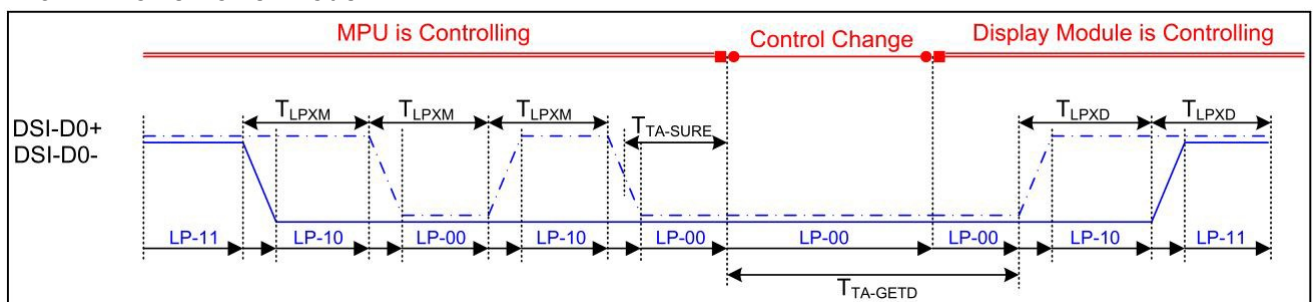 MPU is Controlling
Control Change
Display Module is Controlling
TLPXM
TLPXM
TLPXM
TTA-SURE
TLPXD
TLPXD
DSI-D0+
DSI-D0-
LP-11
LP-10
LP-00
LP-10
LP-00
LP-00
LP-00
LP-10
LP-11
TTA-GETD